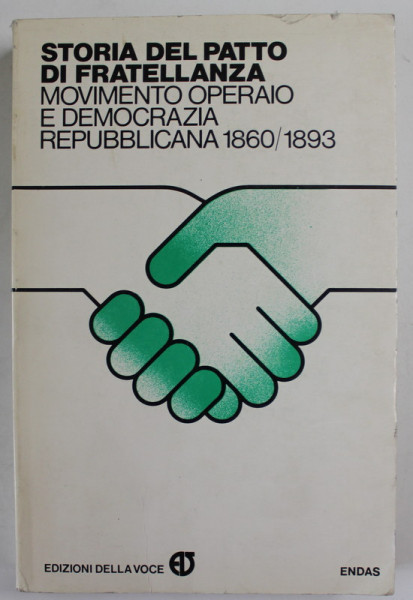 STORIA DEL PATTO
DI FRATELLANZA
MOVIMENTO OPERAIO
E DEMOCRAZIA
REPUBBLICANA 1860/1893
EDIZIONI DELLA VOCE
ENDAS